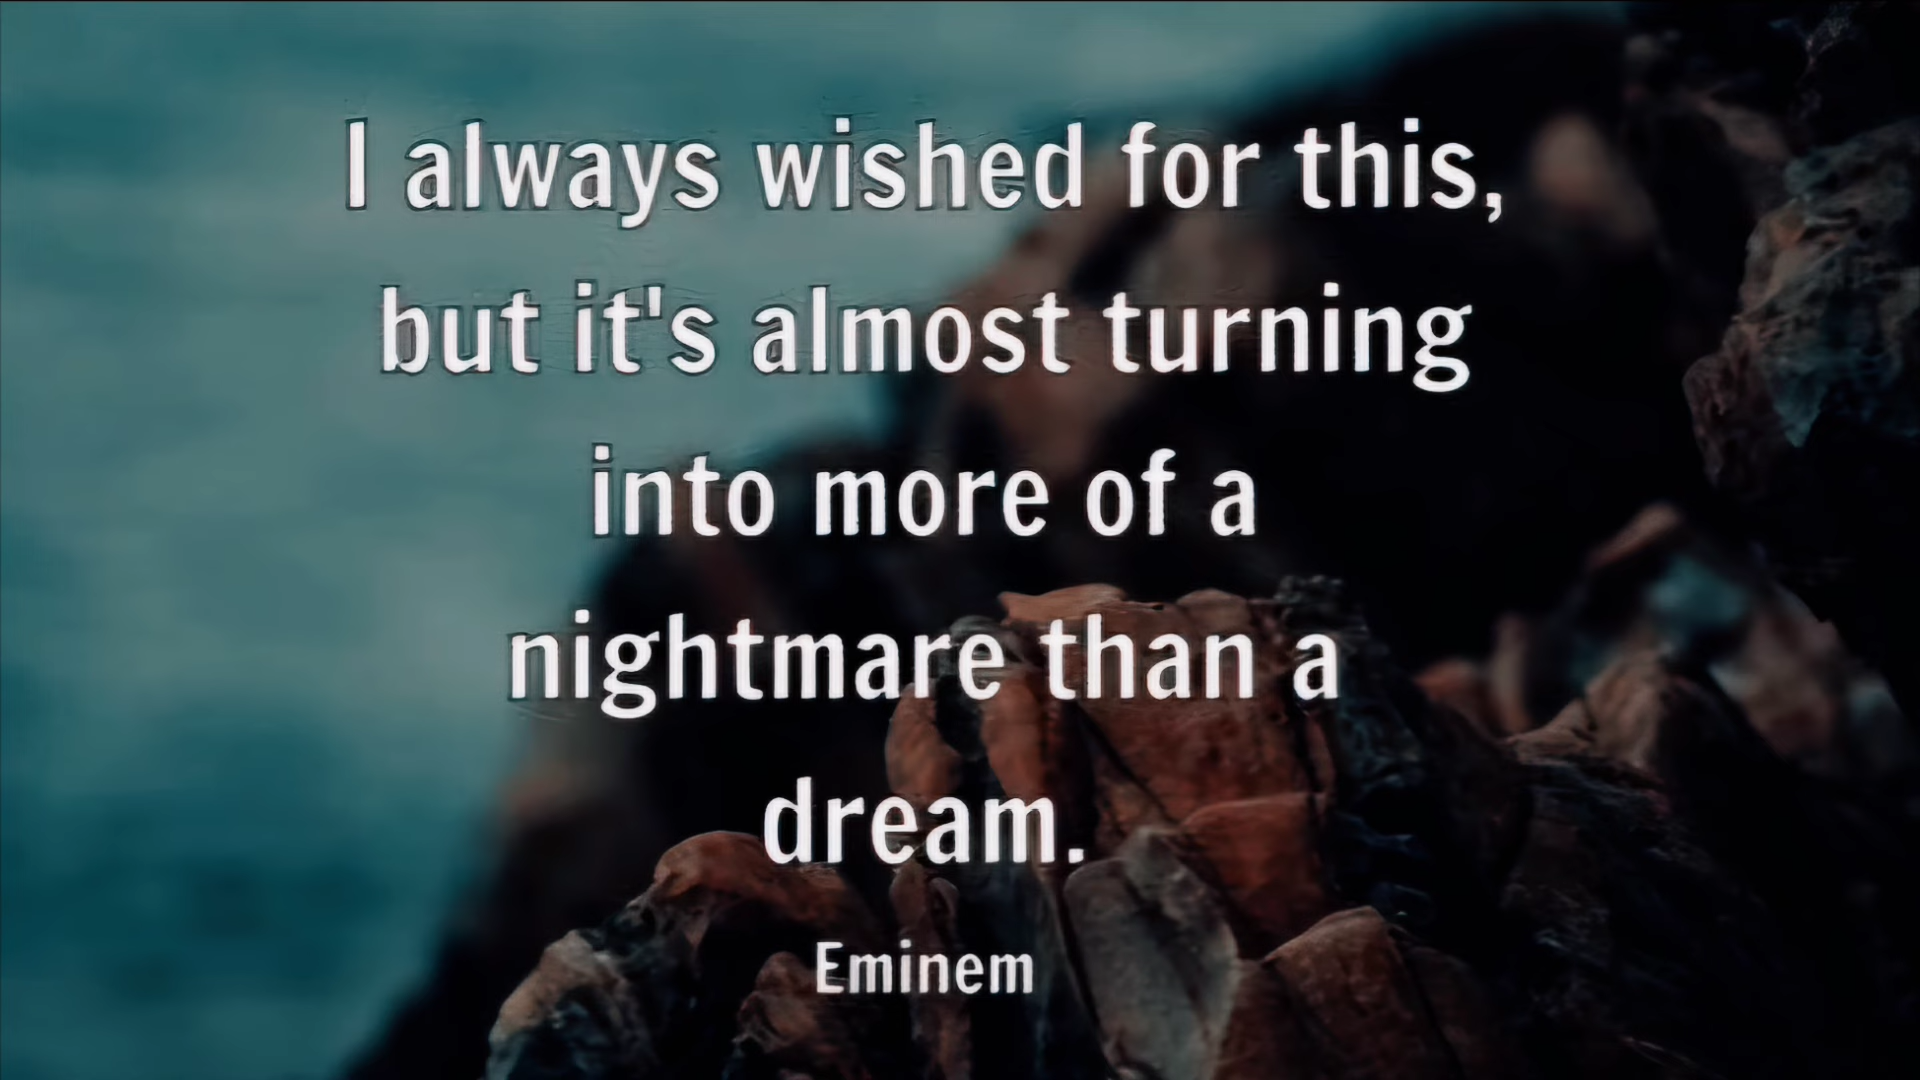 I always wished for this,
but it's almost turning
into more of a
nightmare than a
dream.
Eminem